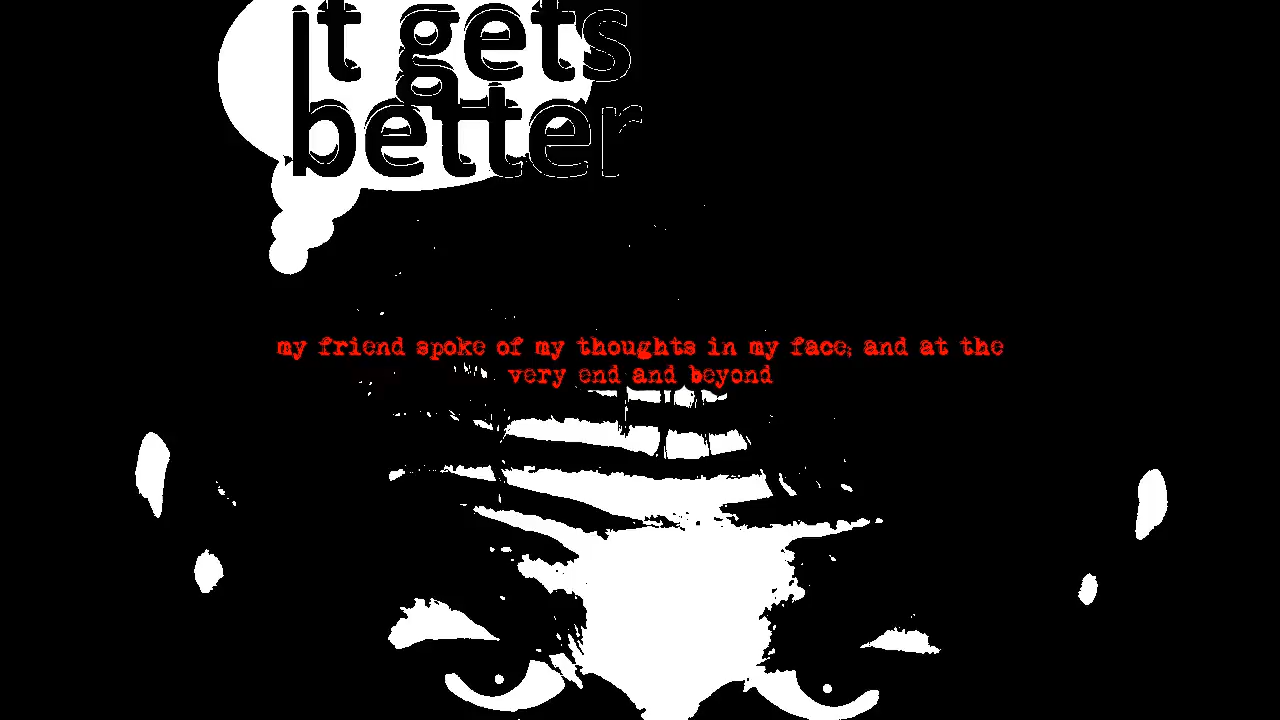 it gets
better
my friend spoke of my thoughts in my face; and at the
very end and beyond